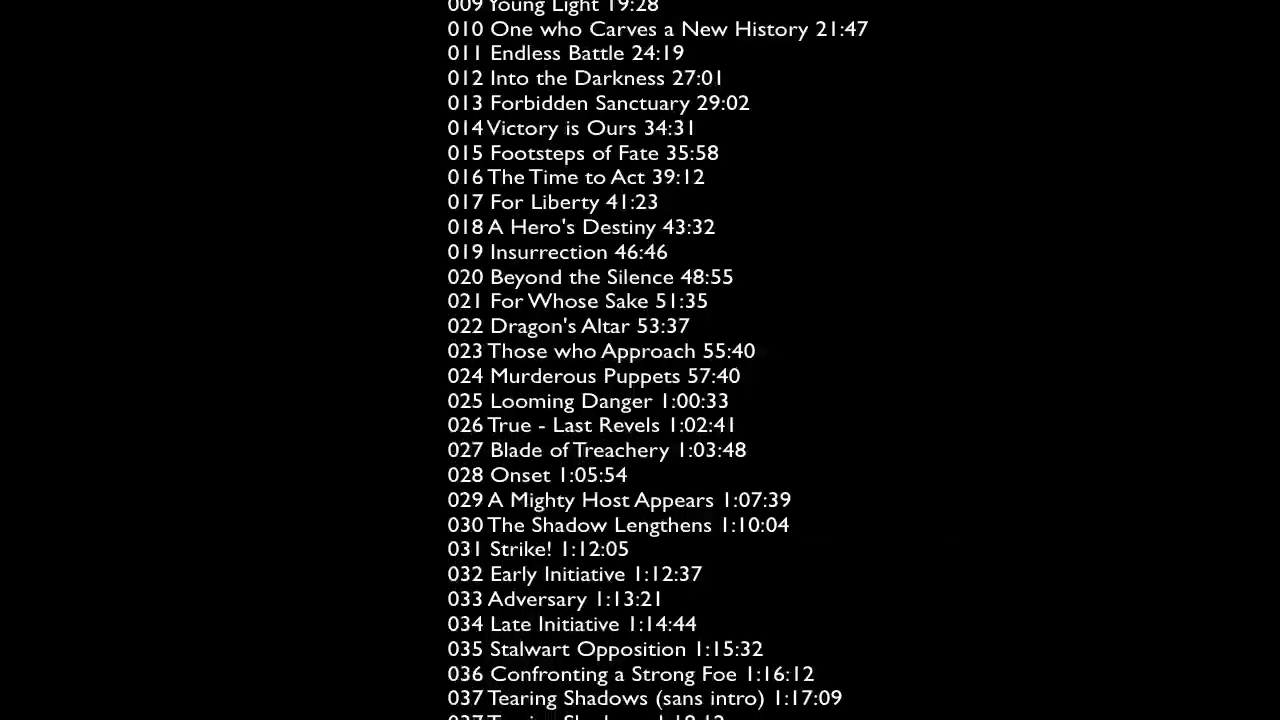 009 Young Light 19:28
010 One who Carves a New History 21:47
011 Endless Battle 24:19
012 Into the Darkness 27:01
013 Forbidden Sanctuary 29:02
014 Victory is Ours 34:31
015 Footsteps of Fate 35:58
016 The Time to Act 39:12
017 For Liberty 41:23
018 A Hero's Destiny 43:32
019 Insurrection 46:46
020 Beyond the Silence 48:55
021 For Whose Sake 51:35
022 Dragon's Altar 53:37
023 Those who Approach 55:40
024 Murderous Puppets 57:40
025 Looming Danger 1:00:33
026 True - Last Revels 1:02:41
027 Blade of Treachery 1:03:48
028 Onset 1:05:54
029 A Mighty Host Appears 1:07:39
030 The Shadow Lengthens 1:10:04
031 Strike! 1:12:05
032 Early Initiative 1:12:37
033 Adversary 1:13:21
034 Late Initiative 1:14:44
035 Stalwart Opposition 1:15:32
036 Confronting a Strong Foe 1:16:12
037 Tearing Shadows (sans intro) 1:17:09